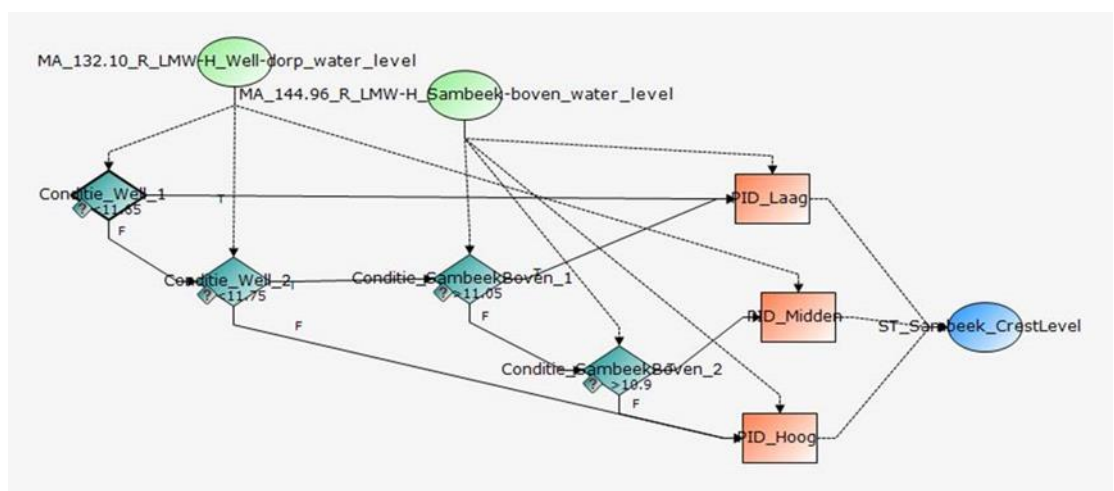 MA_132.10_R_LMW-H_Well-dorp_water_level
MA_144.96_R_LMW-H_Sambeek-boven_water_level
Conditie_Well_1
? <11.65
T
PID_Laag
F
Conditie_Well_2
? <11.75
T
Conditie_SambeekBoven_1
? >11.05
T
F
F
PID_Midden
ST_Sambeek_CrestLevel
Conditie_SambeekBoven_2
? >10.9
T
F
PID_Hoog